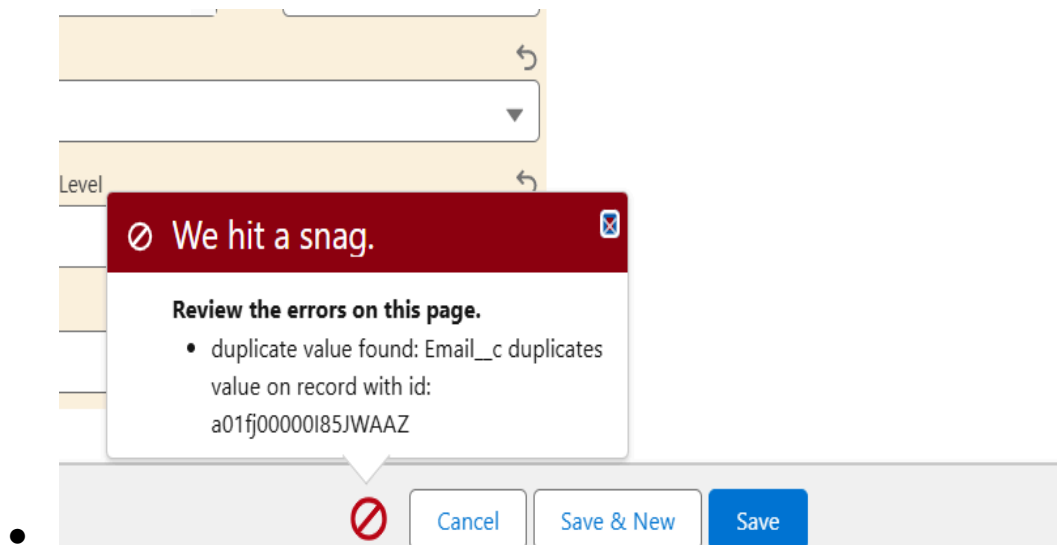 Level
We hit a snag.
Review the errors on this page.
• duplicate value found: Email__c duplicates
value on record with id:
a01fj00000I85JWAAZ
Cancel
Save & New
Save